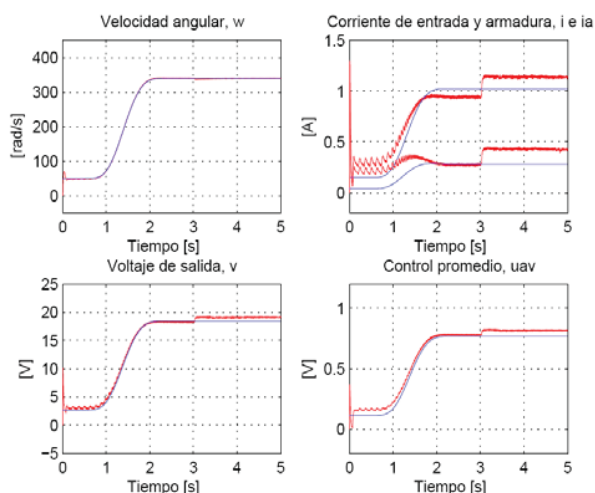 Velocidad angular, w
400
300
200
100
0
[rad/s]
0 1 2 3 4 5
Tiempo [s]
Corriente de entrada y armadura, i e ia
1.5
1
0.5
0
[A]
0 1 2 3 4 5
Tiempo [s]
Voltaje de salida, v
25
20
15
10
5
0
−5
[V]
0 1 2 3 4 5
Tiempo [s]
Control promedio, uav
1
0.5
0
[V]
0 1 2 3 4 5
Tiempo [s]